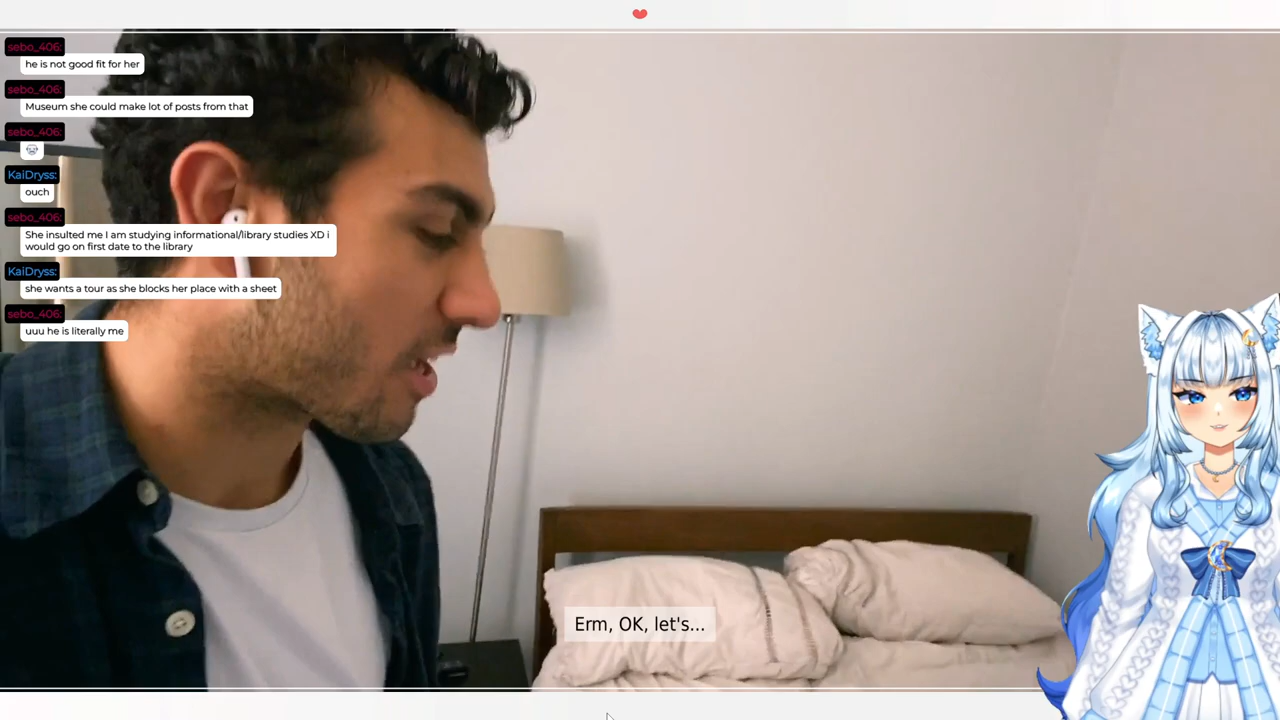 sebo_406:
he is not good fit for her
sebo_406:
Museum she could make lot of posts from that
sebo_406:
KaiDryss:
ouch
sebo_406:
She insulted me I am studying informational/library studies XD i
would go on first date to the library
KaiDryss:
she wants a tour as she blocks her place with a sheet
sebo_406:
uuu he is literally me
Erm, OK, let's...